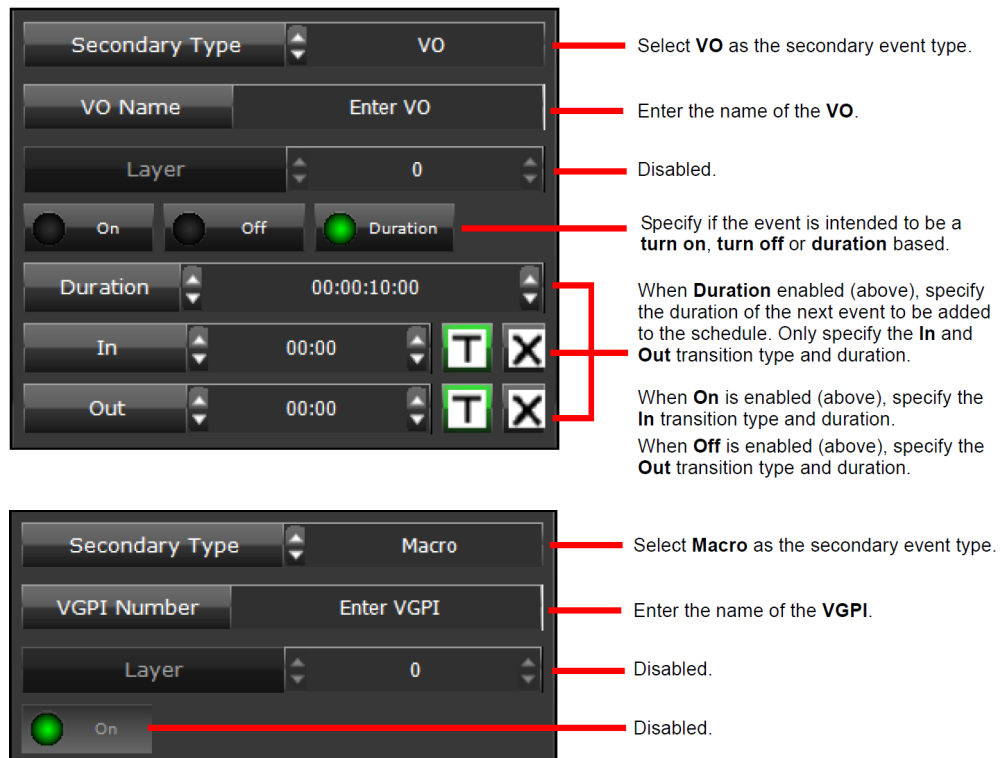 Secondary Type VO
Select VO as the secondary event type.
VO Name Enter VO
Enter the name of the VO.
Layer 0
Disabled.
On Off Duration
Specify if the event is intended to be a
turn on, turn off or duration based.
Duration 00:00:10:00
In 00:00 T X
Out 00:00 T X
When Duration enabled (above), specify
the duration of the next event to be added
to the schedule. Only specify the In and
Out transition type and duration.
When On is enabled (above), specify the
In transition type and duration.
When Off is enabled (above), specify the
Out transition type and duration.
Secondary Type Macro
Select Macro as the secondary event type.
VGPI Number Enter VGPI
Enter the name of the VGPI.
Layer 0
Disabled.
On
Disabled.